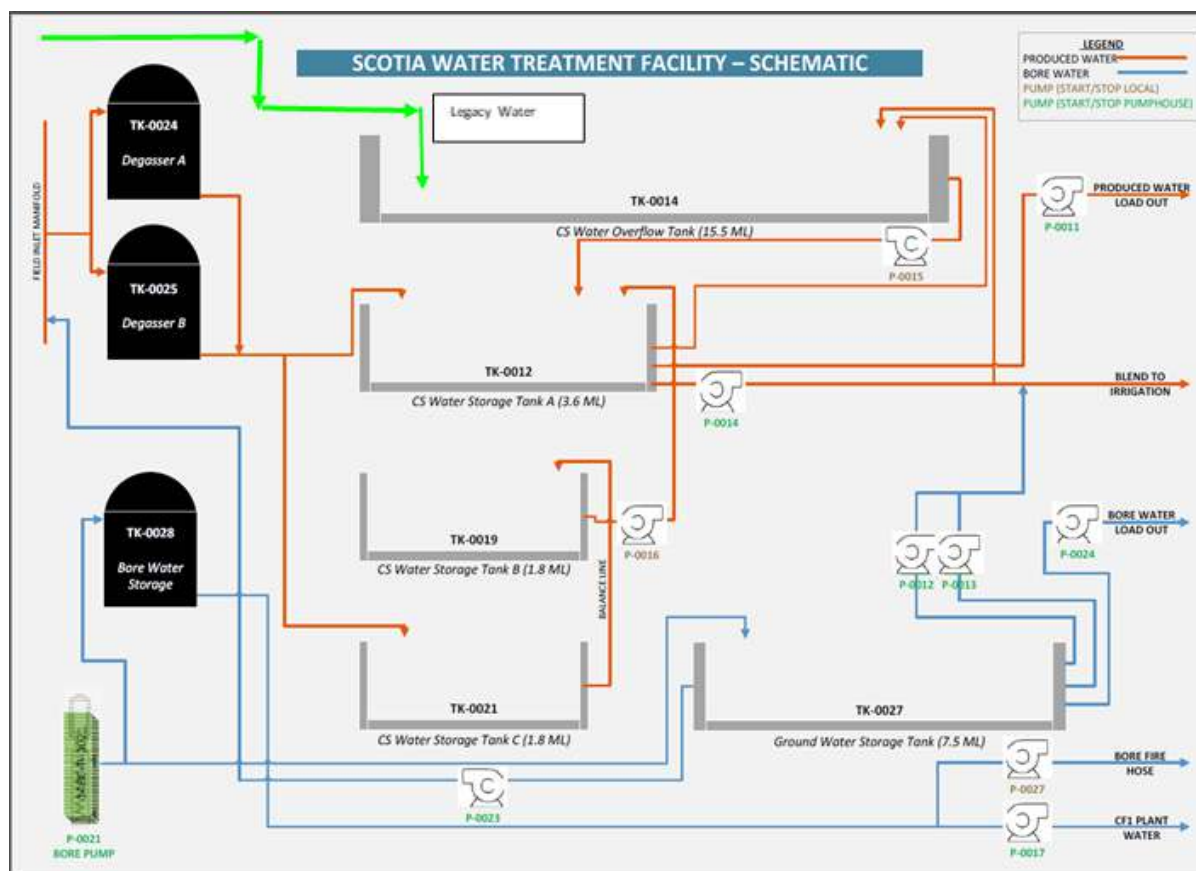 SCOTIA WATER TREATMENT FACILITY – SCHEMATIC
LEGEND
PRODUCED WATER
BORE WATER
PUMP (START/STOP LOCAL)
PUMP (START/STOP PUMPHOUSE)
Legacy Water
TK-0024
Degasser A
FIELD INLET MANIFOLD
TK-0025
Degasser B
TK-0014
CS Water Overflow Tank (15.5 ML)
P-0015
PRODUCED WATER
LOAD OUT
P-0011
TK-0012
CS Water Storage Tank A (3.6 ML)
P-0014
BLEND TO
IRRIGATION
TK-0028
Bore Water
Storage
TK-0019
CS Water Storage Tank B (1.8 ML)
P-0016
BALANCE LINE
P-0012
P-0013
BORE WATER
LOAD OUT
P-0024
TK-0021
CS Water Storage Tank C (1.8 ML)
TK-0027
Ground Water Storage Tank (7.5 ML)
P-0021
BORE PUMP
P-0023
BORE FIRE
HOSE
P-0027
CF1 PLANT
WATER
P-0017